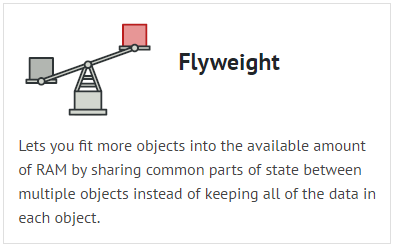 Flyweight
Lets you fit more objects into the available amount
of RAM by sharing common parts of state between
multiple objects instead of keeping all of the data in
each object.